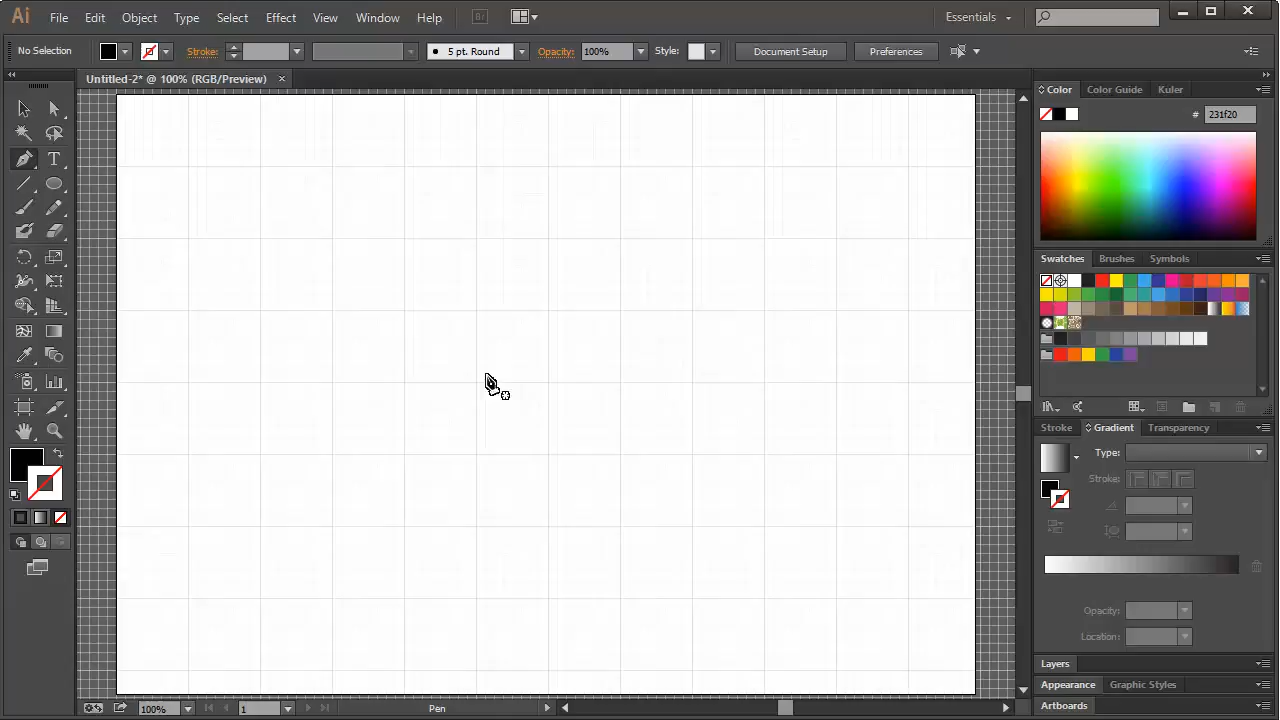 Ai File Edit Object Type Select Effect View Window Help Br Essentials
No Selection Stroke: 5 pt. Round Opacity: 100% Style: Document Setup Preferences
Untitled-2* @ 100% (RGB/Preview) ×
Color Color Guide Kuler
# 231f20
Swatches Brushes Symbols
Stroke Gradient Transparency
Type:
Stroke:
Opacity:
Location:
Layers
Appearance Graphic Styles
Artboards
100% 1 Pen